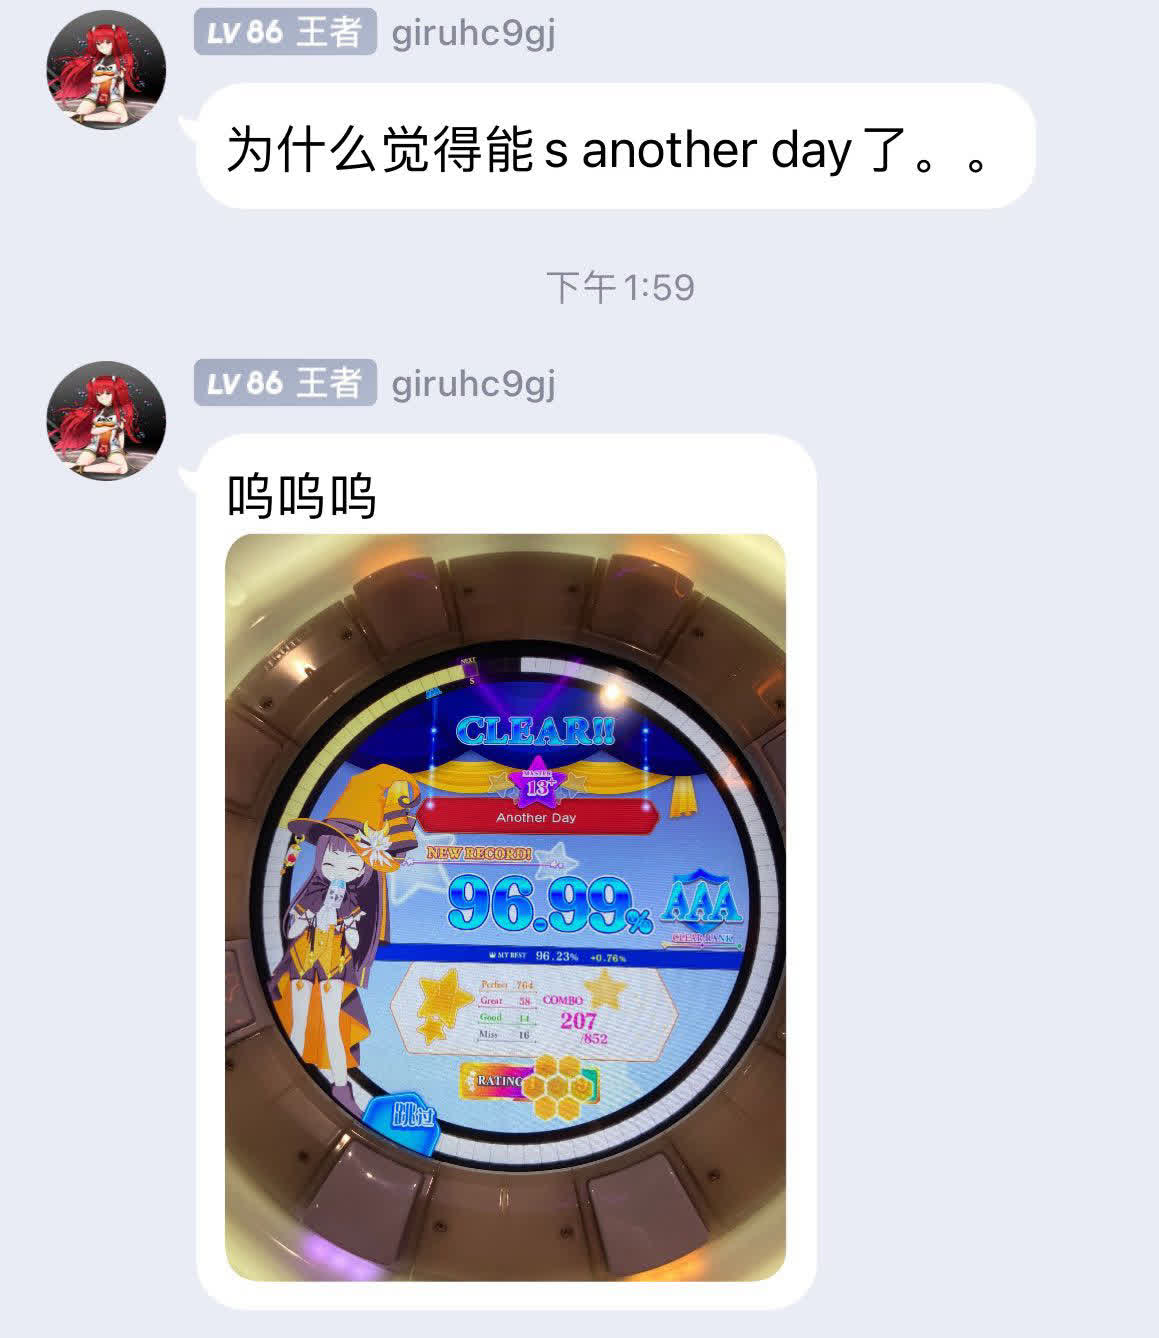 LV 86 王者 giruhc9gj
为什么觉得能 s another day 了。。
下午1:59
LV 86 王者 giruhc9gj
呜呜呜
NEXT
S
CLEAR!!
MASTER
13+
Another Day
NEW RECORD!
96.99%
AAA
CLEAR RANK
MY BEST 96.23% +0.76%
Perfect 764
Great 58
Good 14
Miss 16
COMBO
207
/852
RATING
跳过